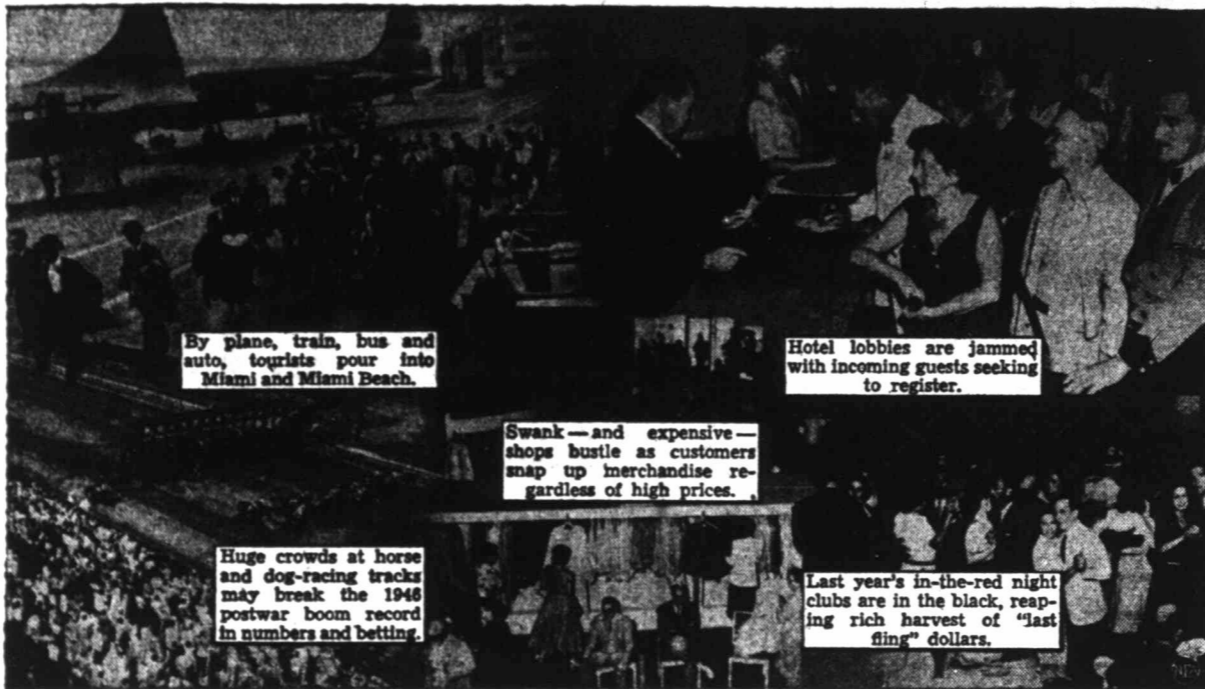 By plane, train, bus and
auto, tourists pour into
Miami and Miami Beach.
Hotel lobbies are jammed
with incoming guests seeking
to register.
Swank — and expensive —
shops bustle as customers
snap up merchandise re-
gardless of high prices.
Huge crowds at horse
and dog-racing tracks
may break the 1946
postwar boom record
in numbers and betting.
Last year's in-the-red night
clubs are in the black, reap-
ing rich harvest of "last
fling" dollars.